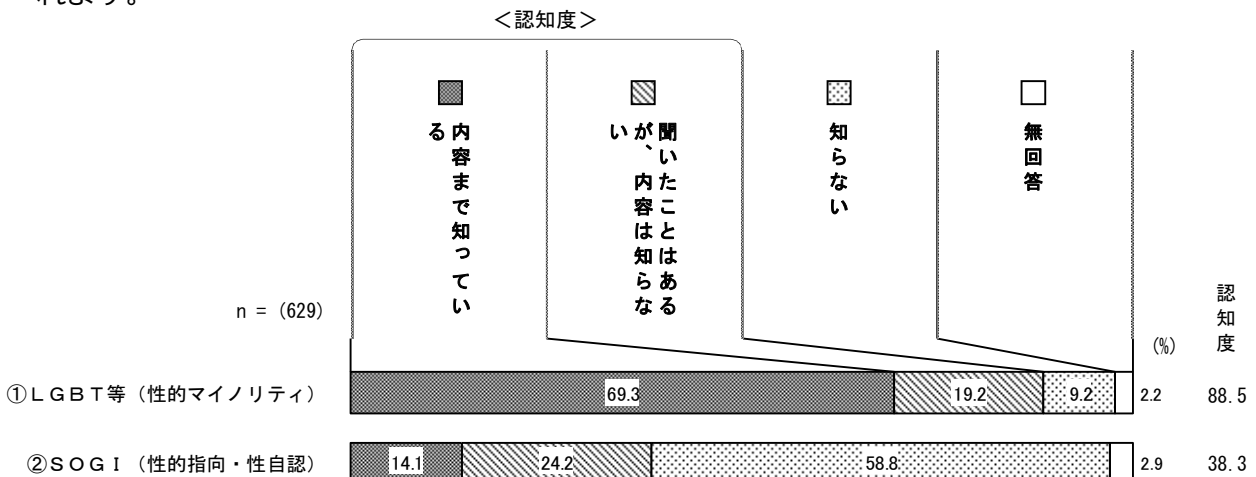 れます。
＜認知度＞
内容まで知っている
聞いたことはあるが、内容は知らない
知らない
無回答
n = (629)
(%)
認知度
①ＬＧＢＴ等（性的マイノリティ） 69.3 19.2 9.2 2.2 88.5
②ＳＯＧＩ（性的指向・性自認） 14.1 24.2 58.8 2.9 38.3